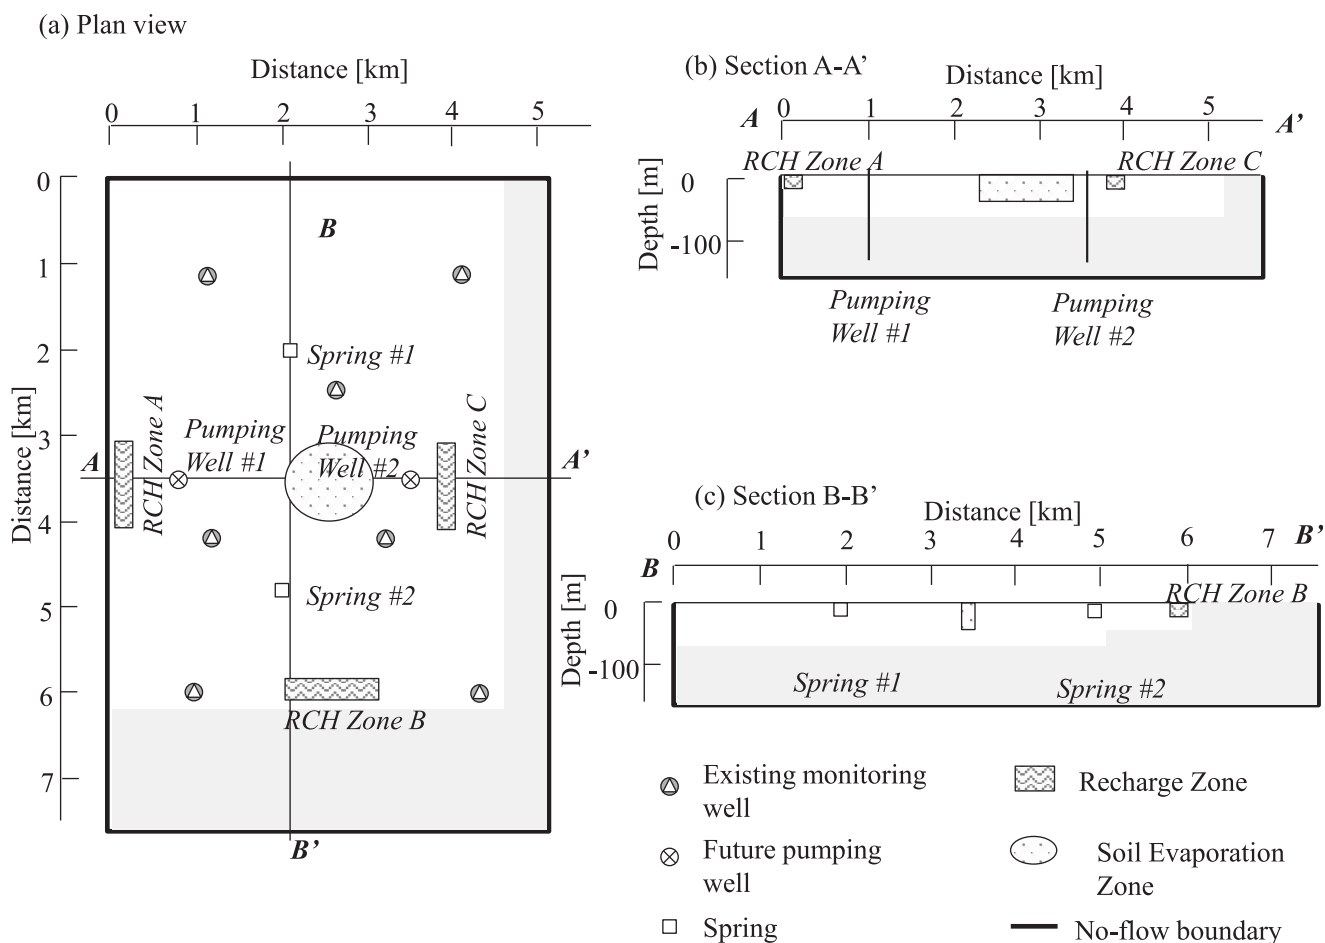 (a) Plan view
Distance [km]
0 1 2 3 4 5
0
1
2
3
4
5
6
7
Distance [km]
B
Spring #1
RCH Zone A
Pumping
Well #1
Pumping
Well #2
RCH Zone C
A
A'
Spring #2
RCH Zone B
B'
(b) Section A-A'
Distance [km]
0 1 2 3 4 5
A
A'
RCH Zone A
RCH Zone C
Depth [m]
0
-100
Pumping
Well #1
Pumping
Well #2
(c) Section B-B'
Distance [km]
0 1 2 3 4 5 6 7
B'
B
RCH Zone B
Depth [m]
0
-100
Spring #1
Spring #2
Existing monitoring
well
Future pumping
well
Spring
Recharge Zone
Soil Evaporation
Zone
No-flow boundary